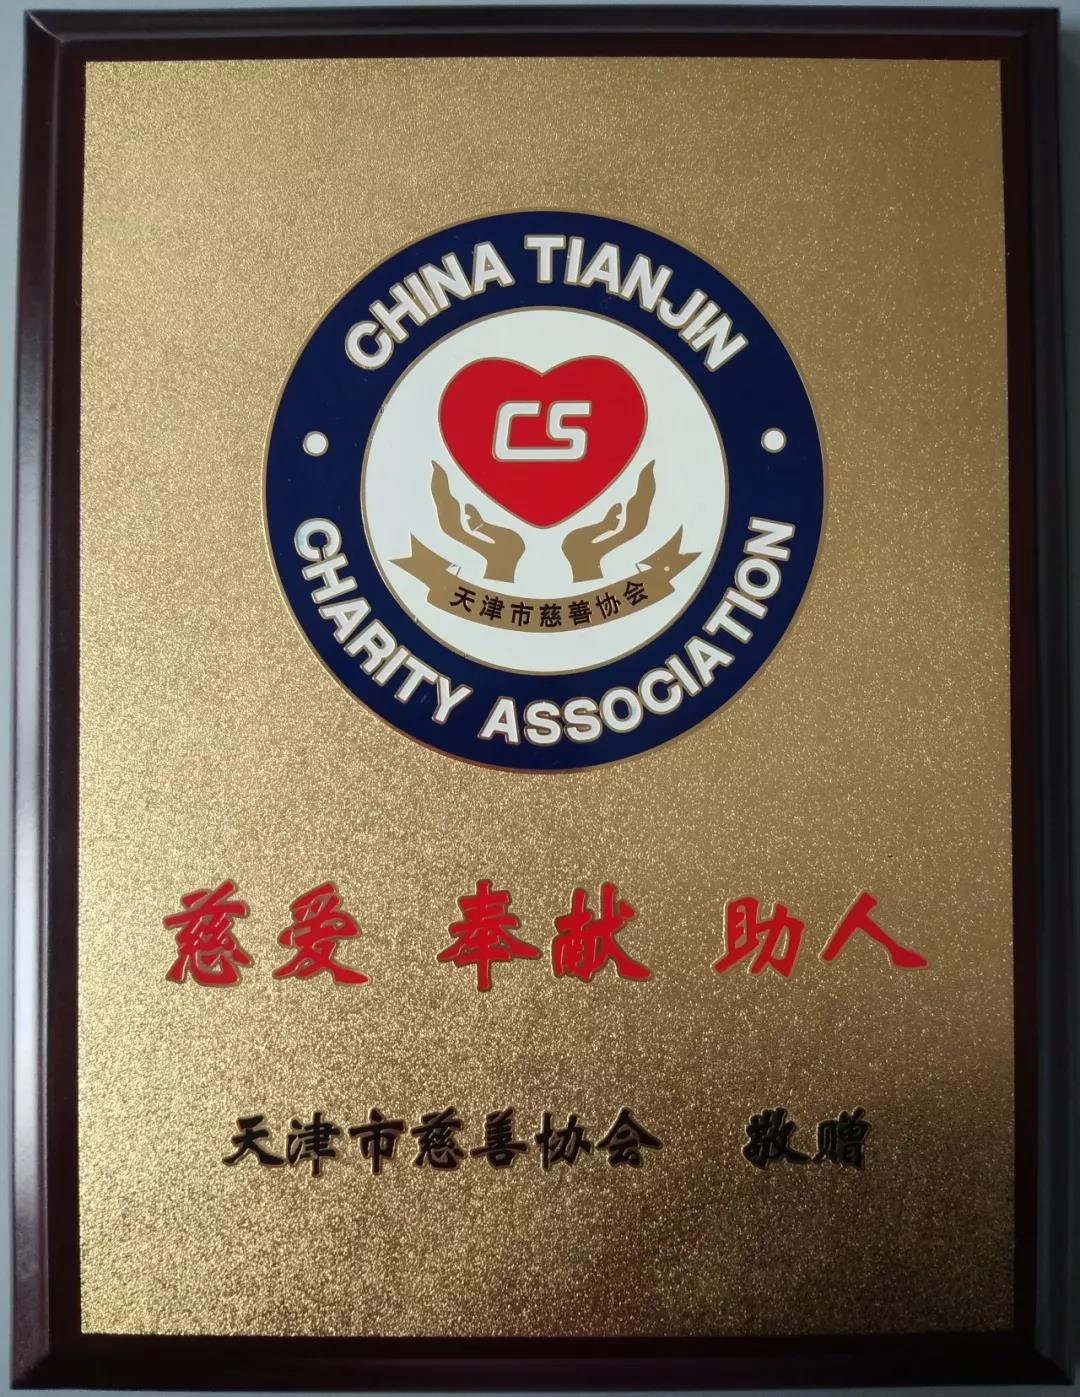 CHINA TIANJIN
CS
天津市慈善协会
CHARITY ASSOCIATION
慈爱 奉献 助人
天津市慈善协会 敬赠